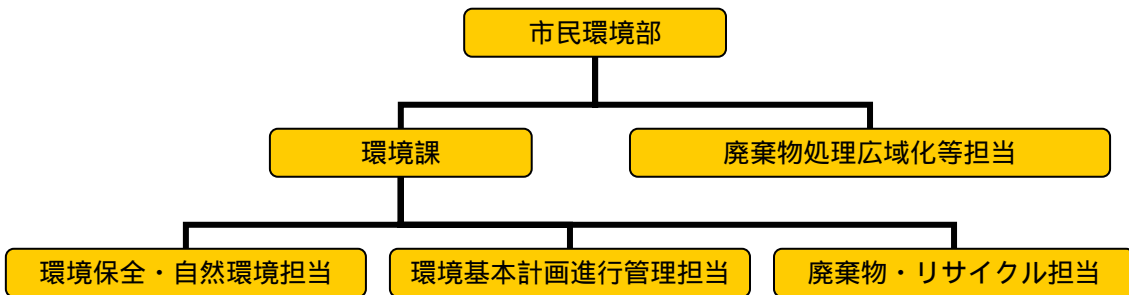 市民環境部
環境課
廃棄物処理広域化等担当
環境保全・自然環境担当
環境基本計画進行管理担当
廃棄物・リサイクル担当